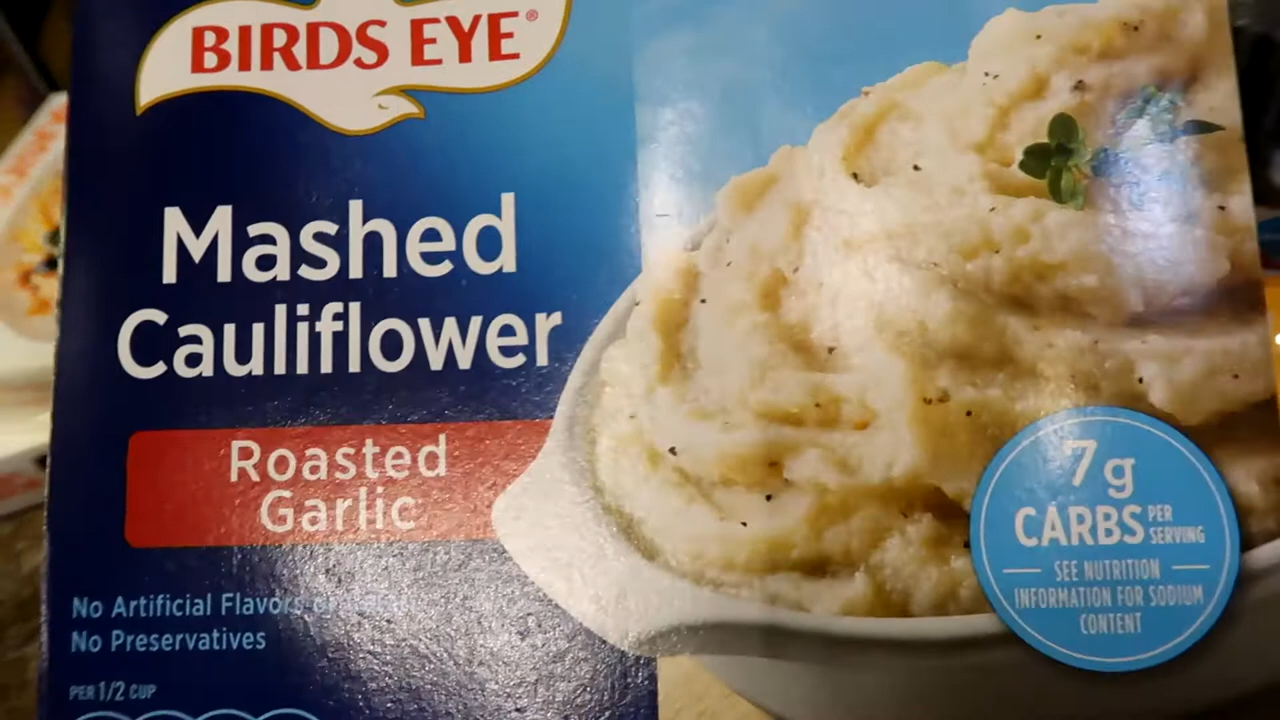 BIRDS EYE®
Mashed
Cauliflower
Roasted
Garlic
No Artificial Flavors or
No Preservatives
PER 1/2 CUP
7g
CARBS PER
SERVING
SEE NUTRITION
INFORMATION FOR SODIUM
CONTENT